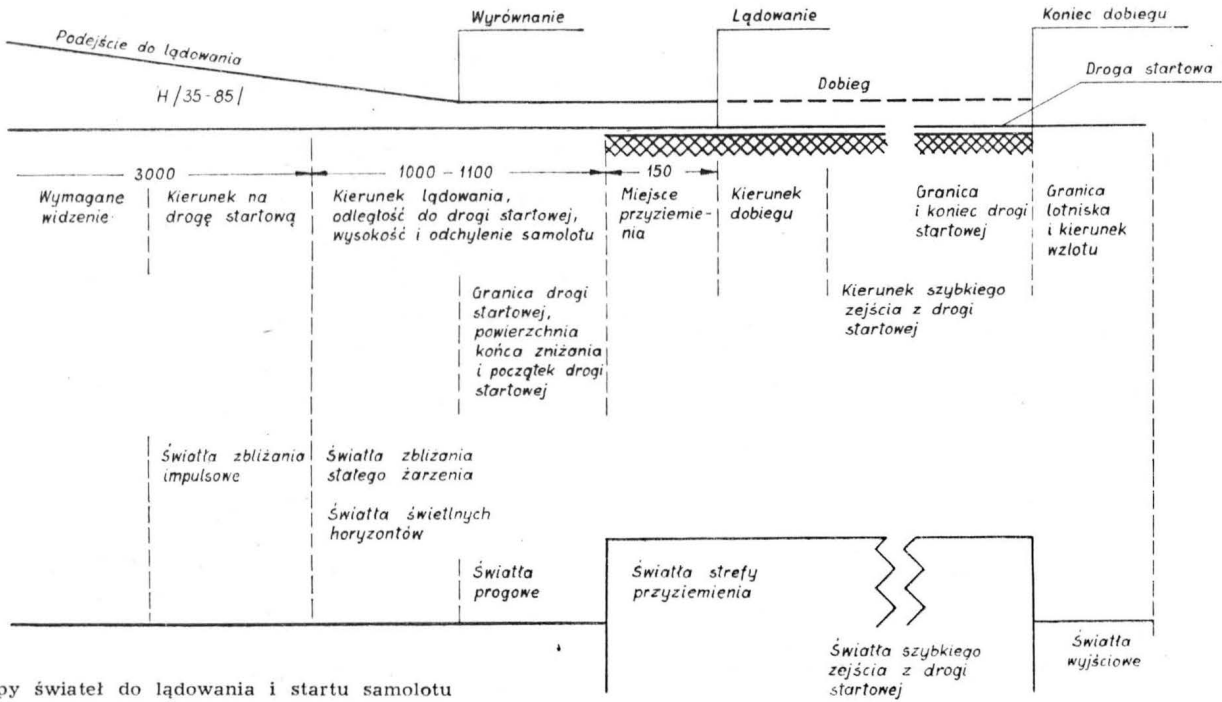 Wyrównanie
Lądowanie
Koniec dobiegu
Podejście do lądowania
H /35-85/
Dobieg
Droga startowa
3000
1000 - 1100
150
Wymagane
widzenie
Kierunek na
drogę startową
Kierunek lądowania,
odległość do drogi startowej,
wysokość i odchylenie samolotu
Miejsce
przyziemie-
nia
Kierunek
dobiegu
Granica
i koniec drogi
startowej
Granica
lotniska
i kierunek
wzlotu
Granica drogi
startowej,
powierzchnia
końca zniżania
i początek drogi
startowej
Kierunek szybkiego
zejścia z drogi
startowej
Światła zbliżania
impulsowe
Światła zbliżania
stałego żarzenia
Światła świetlnych
horyzontów
Światła
progowe
Światła strefy
przyziemienia
Światła szybkiego
zejścia z drogi
startowej
Światła
wyjściowe
py świateł do lądowania i startu samolotu